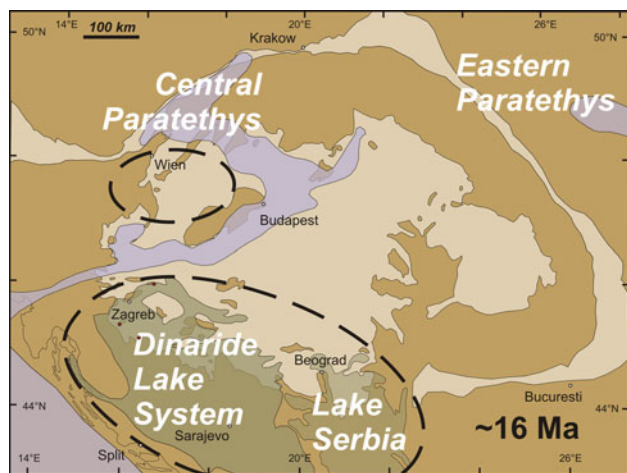 14°E
20°E
26°E
50°N
50°N
100 km
Krakow
Central
Paratethys
Eastern
Paratethys
Wien
Budapest
Zagreb
Dinaride
Lake
System
Beograd
Lake
Serbia
Bucuresti
44°N
44°N
~16 Ma
Sarajevo
Split
14°E
20°E
26°E